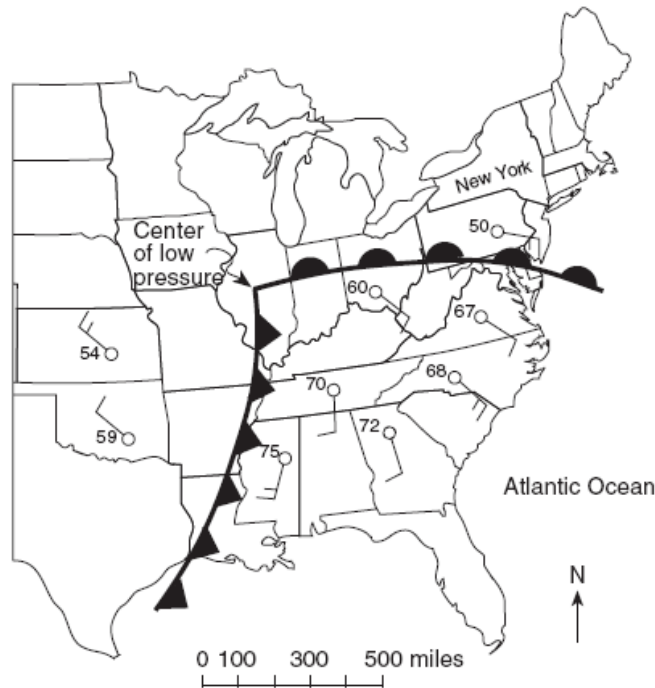 New York
50
Center
of low
pressure
60
67
54
70
68
59
72
75
Atlantic Ocean
N
0 100 300 500 miles